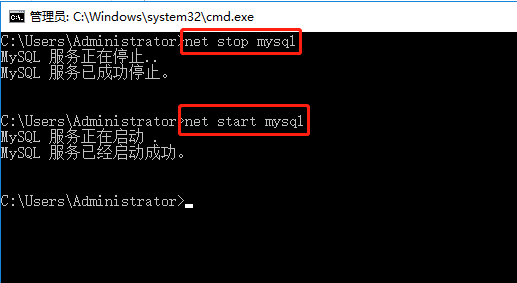 管理员: C:\Windows\system32\cmd.exe
C:\Users\Administrator>net stop mysql
MySQL 服务正在停止..
MySQL 服务已成功停止。
C:\Users\Administrator>net start mysql
MySQL 服务正在启动 .
MySQL 服务已经启动成功。
C:\Users\Administrator>